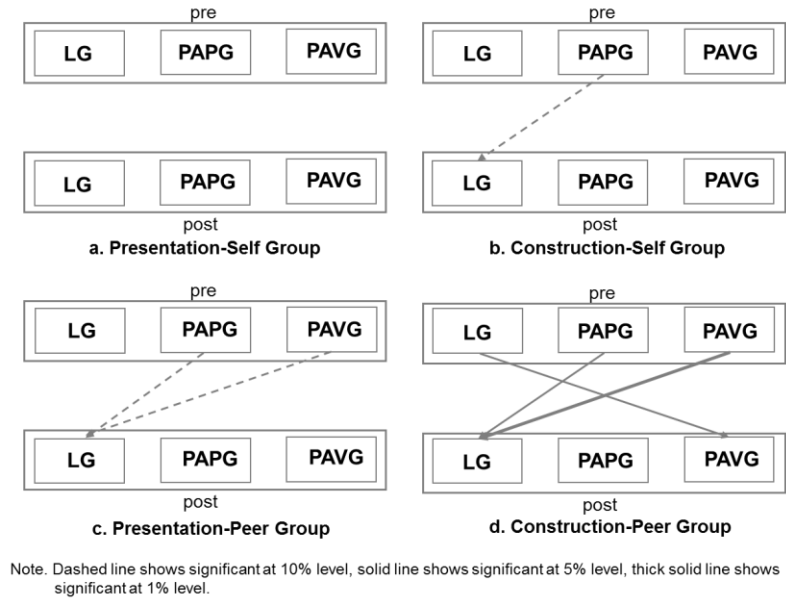 pre
LG PAPG PAVG
LG PAPG PAVG
post
a. Presentation-Self Group
pre
LG PAPG PAVG
LG PAPG PAVG
post
b. Construction-Self Group
pre
LG PAPG PAVG
LG PAPG PAVG
post
c. Presentation-Peer Group
pre
LG PAPG PAVG
LG PAPG PAVG
post
d. Construction-Peer Group
Note. Dashed line shows significant at 10% level, solid line shows significant at 5% level, thick solid line shows
significant at 1% level.